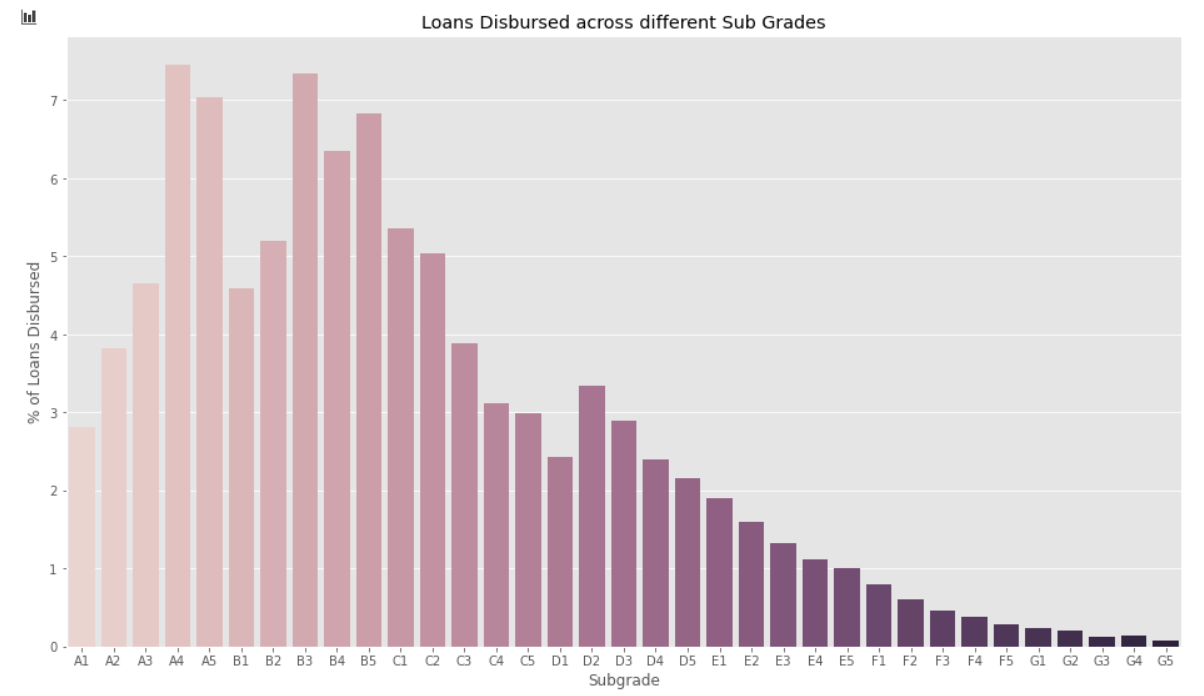 Loans Disbursed across different Sub Grades
% of Loans Disbursed
7
6
5
4
3
2
1
0
A1 A2 A3 A4 A5 B1 B2 B3 B4 B5 C1 C2 C3 C4 C5 D1 D2 D3 D4 D5 E1 E2 E3 E4 E5 F1 F2 F3 F4 F5 G1 G2 G3 G4 G5
Subgrade